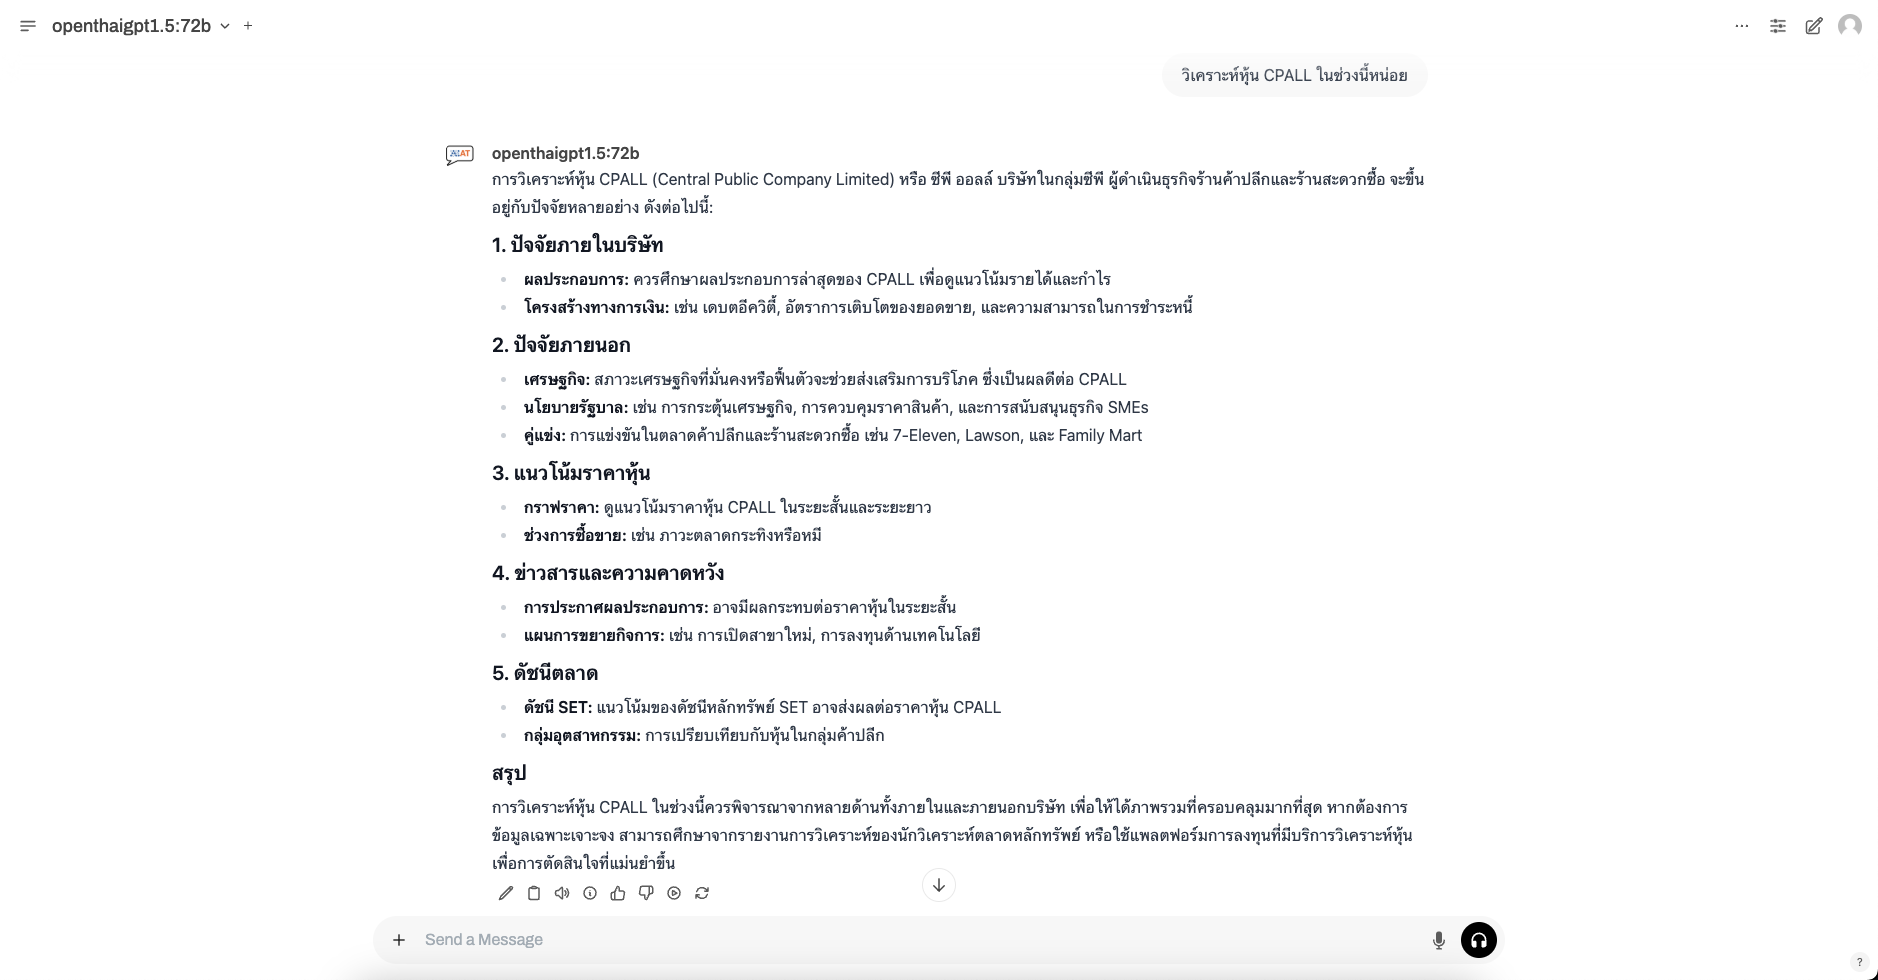 openthaigpt1.5:72b
วิเคราะห์หุ้น CPALL ในช่วงนี้หน่อย
AIAT
openthaigpt1.5:72b
การวิเคราะห์หุ้น CPALL (Central Public Company Limited) หรือ ซีพี ออลล์ บริษัทในกลุ่มซีพี ผู้ดำเนินธุรกิจร้านค้าปลีกและร้านสะดวกซื้อ จะขึ้น
อยู่กับปัจจัยหลายอย่าง ดังต่อไปนี้:
1. ปัจจัยภายในบริษัท
ผลประกอบการ: ควรศึกษาผลประกอบการล่าสุดของ CPALL เพื่อดูแนวโน้มรายได้และกำไร
โครงสร้างทางการเงิน: เช่น เดบตอีควิตี้, อัตราการเติบโตของยอดขาย, และความสามารถในการชำระหนี้
2. ปัจจัยภายนอก
เศรษฐกิจ: สภาวะเศรษฐกิจที่มั่นคงหรือฟื้นตัวจะช่วยส่งเสริมการบริโภค ซึ่งเป็นผลดีต่อ CPALL
นโยบายรัฐบาล: เช่น การกระตุ้นเศรษฐกิจ, การควบคุมราคาสินค้า, และการสนับสนุนธุรกิจ SMEs
คู่แข่ง: การแข่งขันในตลาดค้าปลีกและร้านสะดวกซื้อ เช่น 7-Eleven, Lawson, และ Family Mart
3. แนวโน้มราคาหุ้น
กราฟราคา: ดูแนวโน้มราคาหุ้น CPALL ในระยะสั้นและระยะยาว
ช่วงการซื้อขาย: เช่น ภาวะตลาดกระทิงหรือหมี
4. ข่าวสารและความคาดหวัง
การประกาศผลประกอบการ: อาจมีผลกระทบต่อราคาหุ้นในระยะสั้น
แผนการขยายกิจการ: เช่น การเปิดสาขาใหม่, การลงทุนด้านเทคโนโลยี
5. ดัชนีตลาด
ดัชนี SET: แนวโน้มของดัชนีหลักทรัพย์ SET อาจส่งผลต่อราคาหุ้น CPALL
กลุ่มอุตสาหกรรม: การเปรียบเทียบกับหุ้นในกลุ่มค้าปลีก
สรุป
การวิเคราะห์หุ้น CPALL ในช่วงนี้ควรพิจารณาจากหลายด้านทั้งภายในและภายนอกบริษัท เพื่อให้ได้ภาพรวมที่ครอบคลุมมากที่สุด หากต้องการ
ข้อมูลเฉพาะเจาะจง สามารถศึกษาจากรายงานการวิเคราะห์ของนักวิเคราะห์ตลาดหลักทรัพย์ หรือใช้แพลตฟอร์มการลงทุนที่มีบริการวิเคราะห์หุ้น
เพื่อการตัดสินใจที่แม่นยำขึ้น
Send a Message
?